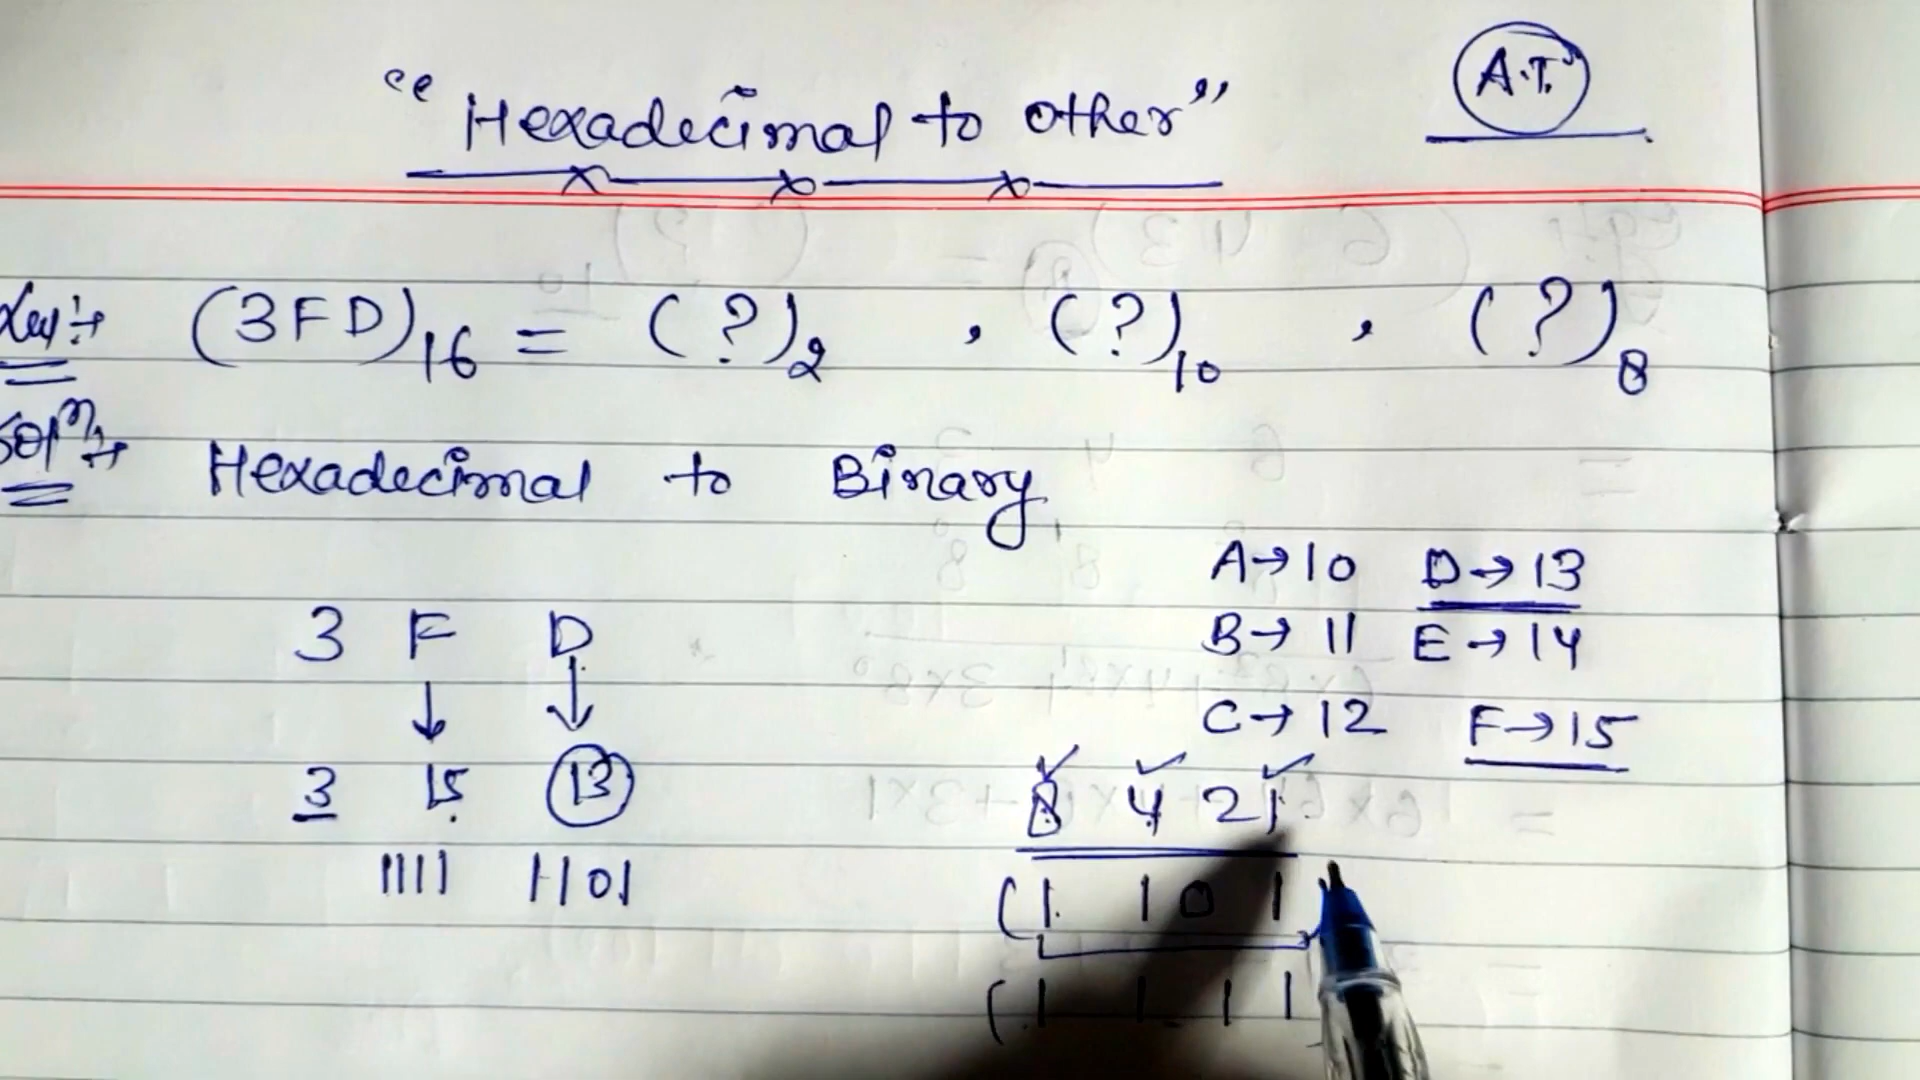 "Hexadecimal to other"
A.T.
(3FD)16 = (?)2 , (?)10 , (?)8
Soln:→ Hexadecimal to Binary
A→10 D→13
B→11 E→14
C→12 F→15
3 F D
↓ ↓
3 15 13
1111 1101
8 4 2 1
(1 1 0 1
(1 1 1 1